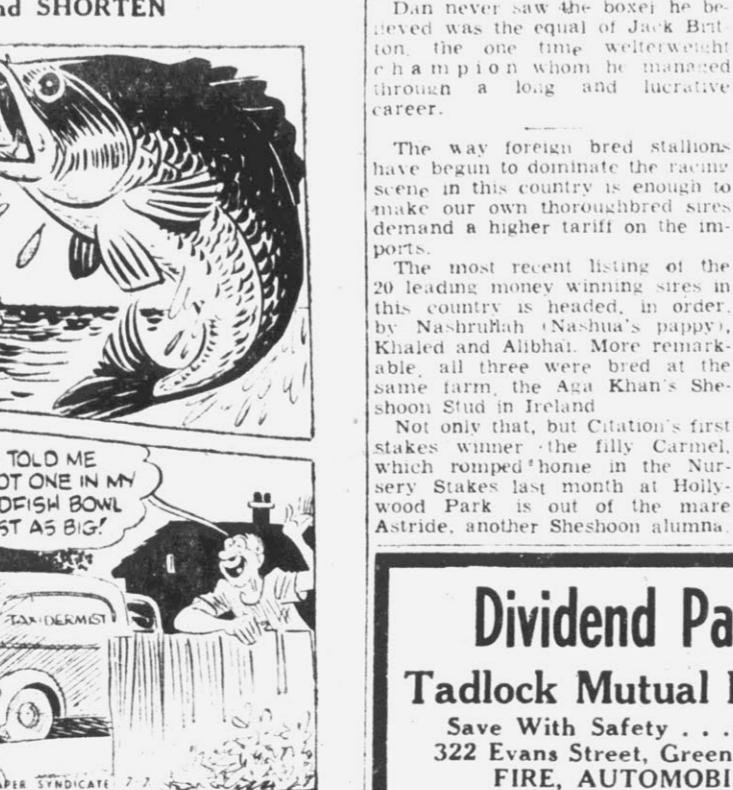 nd SHORTEN
TOLD ME
OT ONE IN MY
DFISH BOWL
ST AS BIG!
TAXIDERMIST
APER SYNDICATE 7-7
Dan never saw the boxer he be-
lieved was the equal of Jack Brit-
ton, the one time welterweight
champion whom he managed
through a long and lucrative
career.
The way foreign bred stallions
have begun to dominate the racing
scene in this country is enough to
make our own thoroughbred sires
demand a higher tariff on the im-
ports.
The most recent listing of the
20 leading money winning sires in
this country is headed, in order,
by Nashrullah (Nashua's pappy),
Khaled and Alibhai. More remark-
able, all three were bred at the
same farm, the Aga Khan's She-
shoon Stud in Ireland
Not only that, but Citation's first
stakes winner - the filly Carmel,
which romped home in the Nur-
sery Stakes last month at Holly-
wood Park is out of the mare
Astride, another Sheshoon alumna.
Dividend Pa
Tadlock Mutual
Save With Safety . . .
322 Evans Street, Green
FIRE, AUTOMOBI